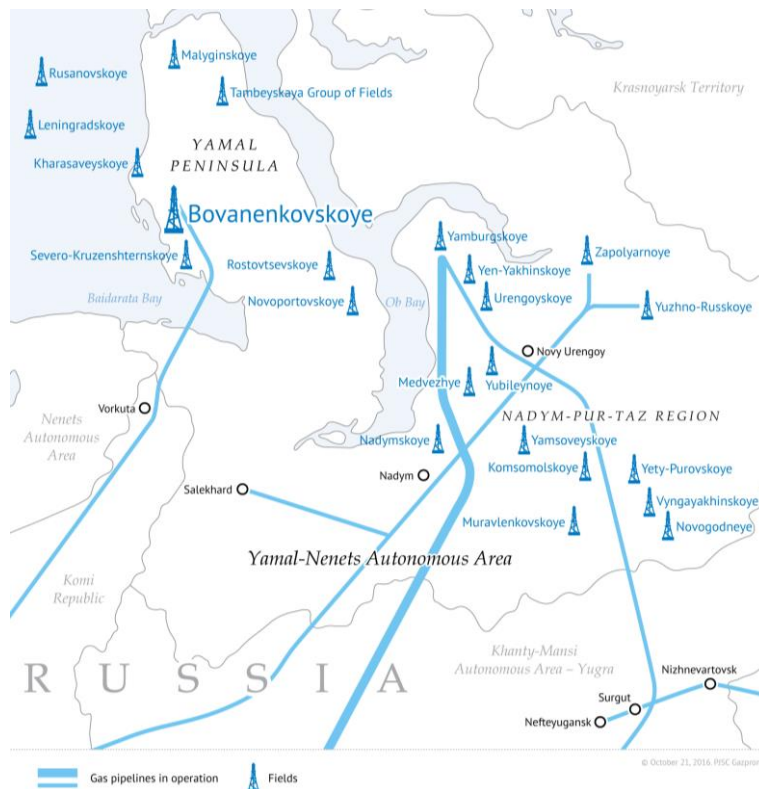 Malyginskoye
Rusanovskoye
Tambeyskaya Group of Fields
Krasnoyarsk Territory
Leningradskoye
YAMAL
PENINSULA
Kharasaveyskoye
Bovanenkovskoye
Yamburgskoye
Zapolyarnoye
Severo-Kruzenshternskoye
Rostovtsevskoye
Yen-Yakhinskoye
Baidarata Bay
Novoportovskoye
Ob Bay
Urengoyskoye
Yuzhno-Russkoye
Novy Urengoy
Medvezhye
Yubileynoye
Vorkuta
NADYM-PUR-TAZ REGION
Nenets
Autonomous
Area
Nadymskoye
Yamsoveyskoye
Komsomolskoye
Yety-Purovskoye
Nadym
Salekhard
Vyngayakhinskoye
Muravlenkovskoye
Novogodneye
Yamal-Nenets Autonomous Area
Komi
Republic
Khanty-Mansi
Autonomous Area – Yugra
RUSSIA
Nizhnevartovsk
Surgut
Nefteyugansk
© October 21, 2016. PJSC Gazprom
Gas pipelines in operation
Fields